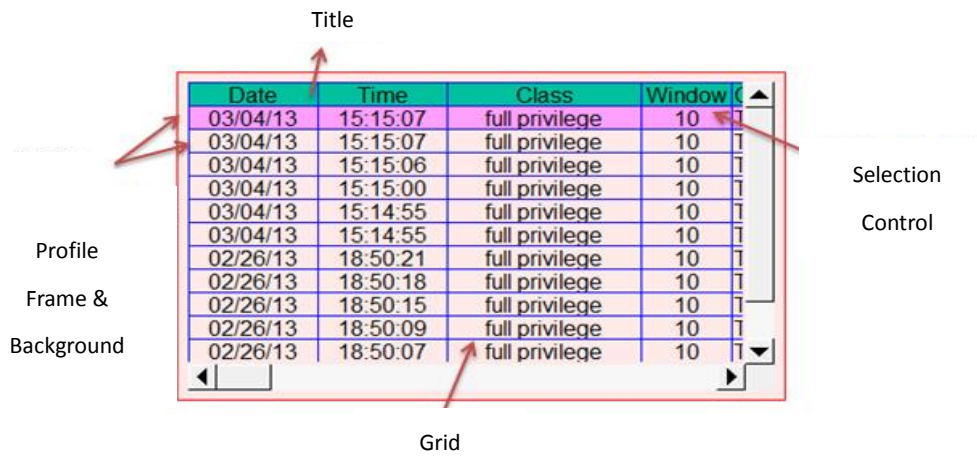 Title
Date Time Class Window
03/04/13 15:15:07 full privilege 10 T
03/04/13 15:15:07 full privilege 10 T
03/04/13 15:15:06 full privilege 10 T
03/04/13 15:15:00 full privilege 10 T
03/04/13 15:14:55 full privilege 10 T
03/04/13 15:14:55 full privilege 10 T
02/26/13 18:50:21 full privilege 10 T
02/26/13 18:50:18 full privilege 10 T
02/26/13 18:50:15 full privilege 10 T
02/26/13 18:50:09 full privilege 10 T
02/26/13 18:50:07 full privilege 10 T
Selection
Control
Profile
Frame &
Background
Grid